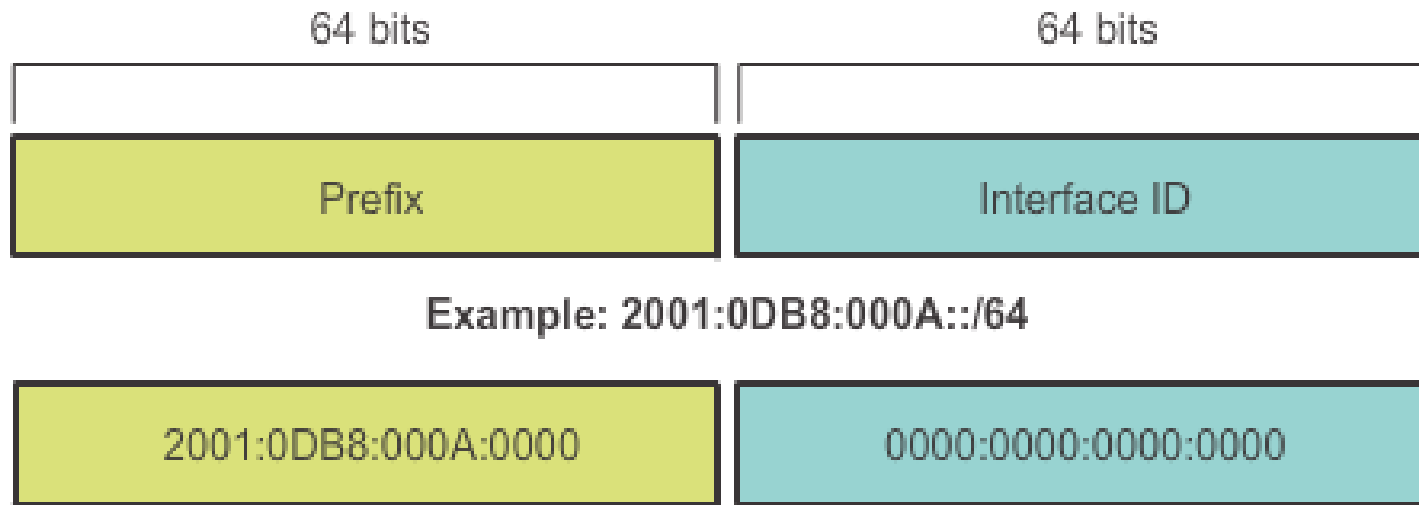 64 bits 64 bits
Prefix Interface ID
Example: 2001:0DB8:000A::/64
2001:0DB8:000A:0000 0000:0000:0000:0000